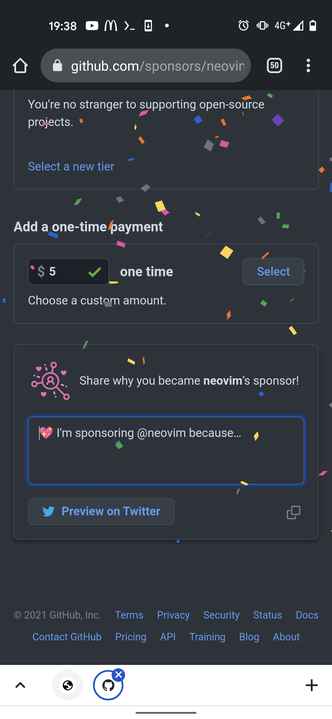 19:38 4G+
github.com/sponsors/neovir 50
You're no stranger to supporting open-source
projects.
Select a new tier
Add a one-time payment
$ 5 one time Select
Choose a custom amount.
Share why you became neovim's sponsor!
💖 I'm sponsoring @neovim because...
Preview on Twitter
© 2021 GitHub, Inc. Terms Privacy Security Status Docs
Contact GitHub Pricing API Training Blog About